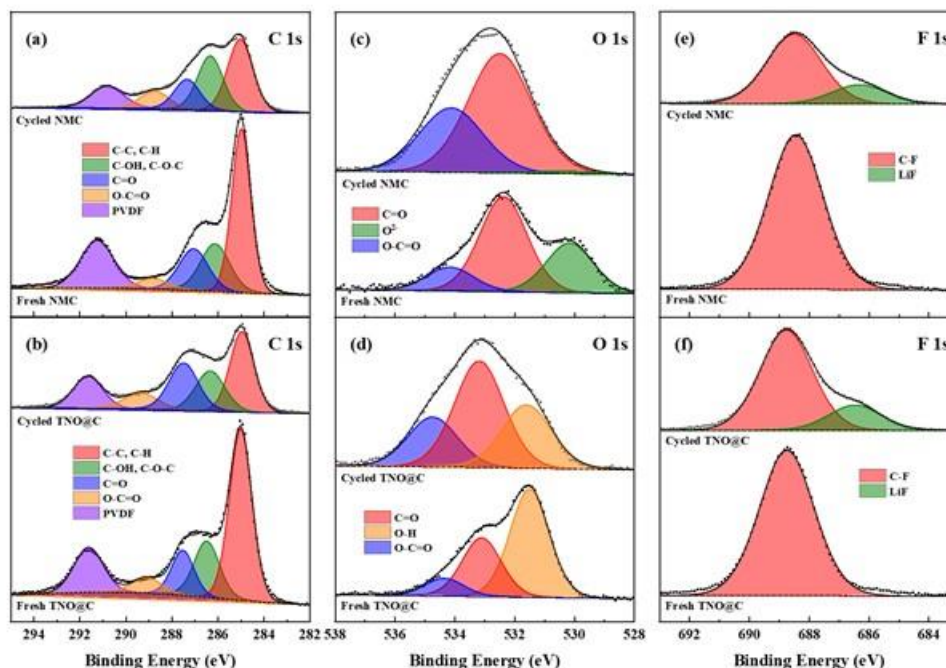 (a) C 1s
Cycled NMC
C-C, C-H
C-OH, C-O-C
C=O
O-C=O
PVDF
Fresh NMC
(b) C 1s
Cycled TNO@C
C-C, C-H
C-OH, C-O-C
C=O
O-C=O
PVDF
Fresh TNO@C
294 292 290 288 286 284 282
Binding Energy (eV)
(c) O 1s
Cycled NMC
C=O
O²⁻
O-C=O
Fresh NMC
(d) O 1s
Cycled TNO@C
C=O
O-H
O-C=O
Fresh TNO@C
538 536 534 532 530 528
Binding Energy (eV)
(e) F 1s
Cycled NMC
C-F
LiF
Fresh NMC
(f) F 1s
Cycled TNO@C
C-F
LiF
Fresh TNO@C
692 688 686 684
Binding Energy (eV)